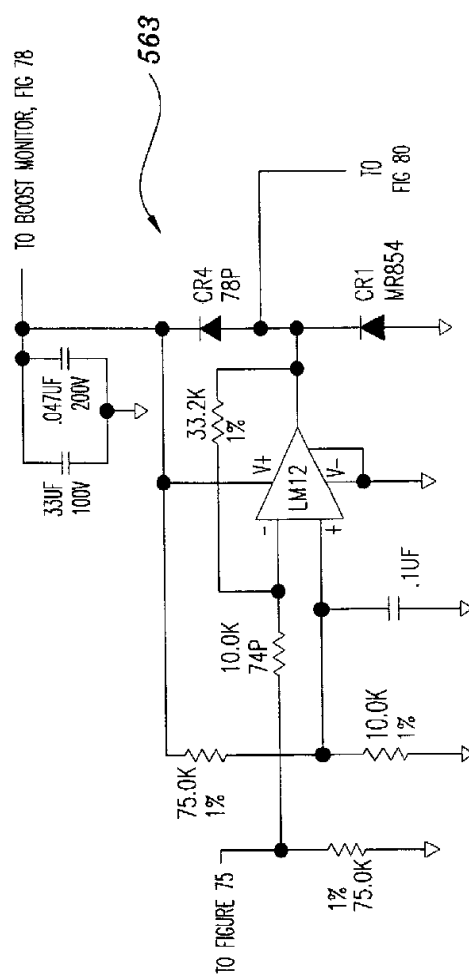 TO BOOST MONITOR, FIG 78
563
33UF
100V
.047UF
200V
CR4
78P
TO
FIG 80
CR1
MR854
33.2K
1%
V+
LM12
V-
-
+
10.0K
74P
.1UF
75.0K
1%
10.0K
1%
TO FIGURE 75
1%
75.0K